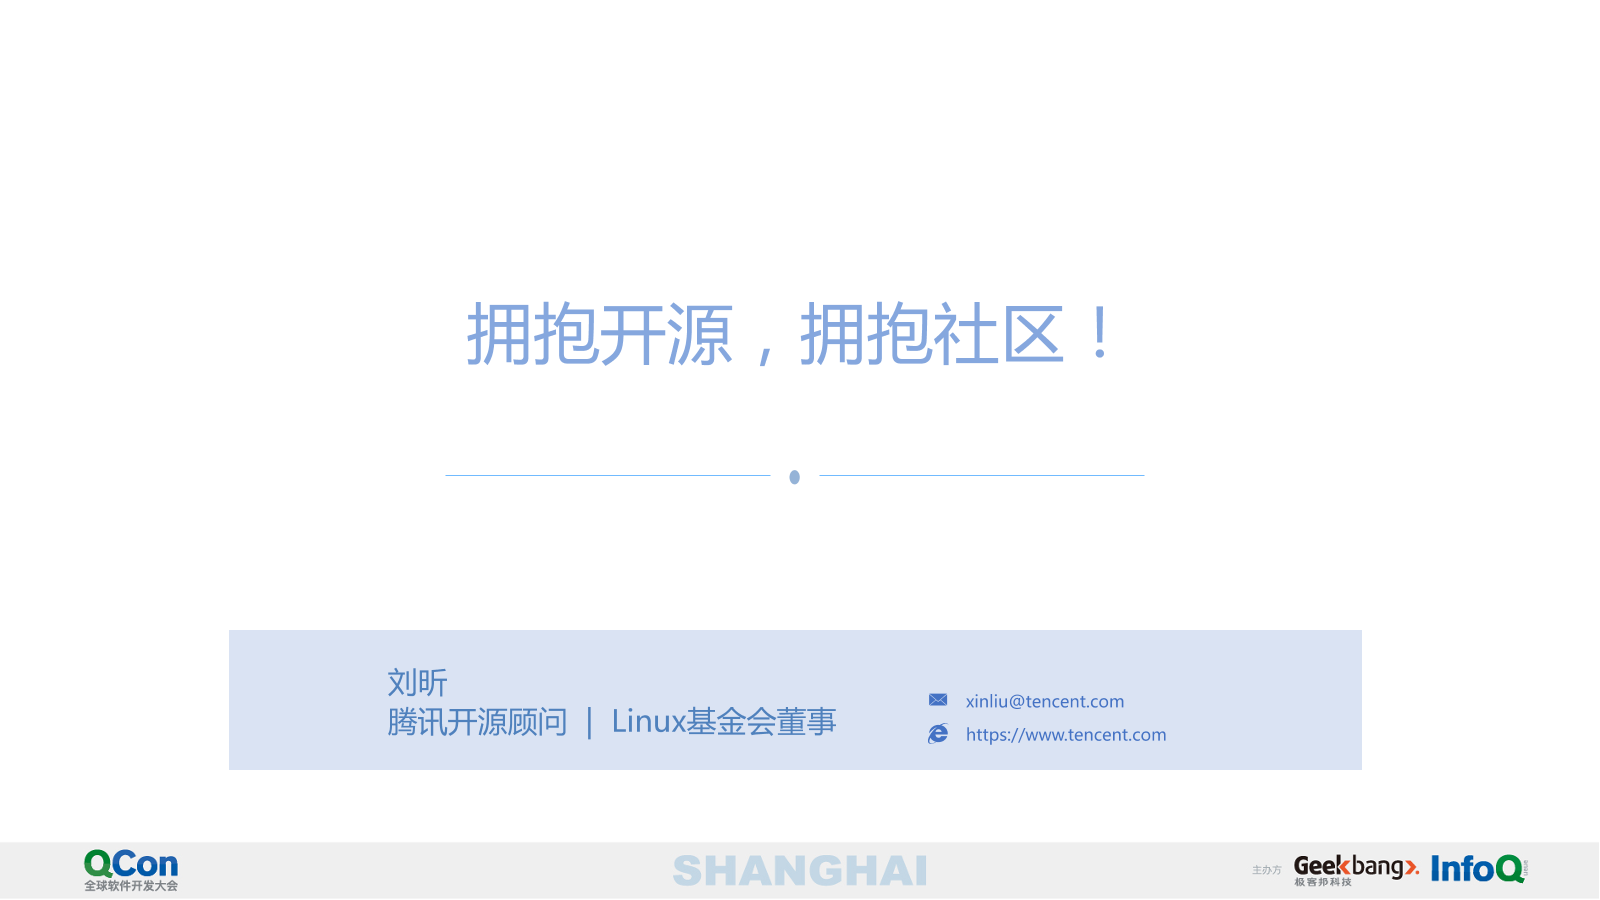 拥抱开源，拥抱社区！
刘昕
腾讯开源顾问 | Linux基金会董事
xinliu@tencent.com
https://www.tencent.com
QCon
全球软件开发大会
SHANGHAI
主办方
Geekbang
极客邦科技
InfoQ